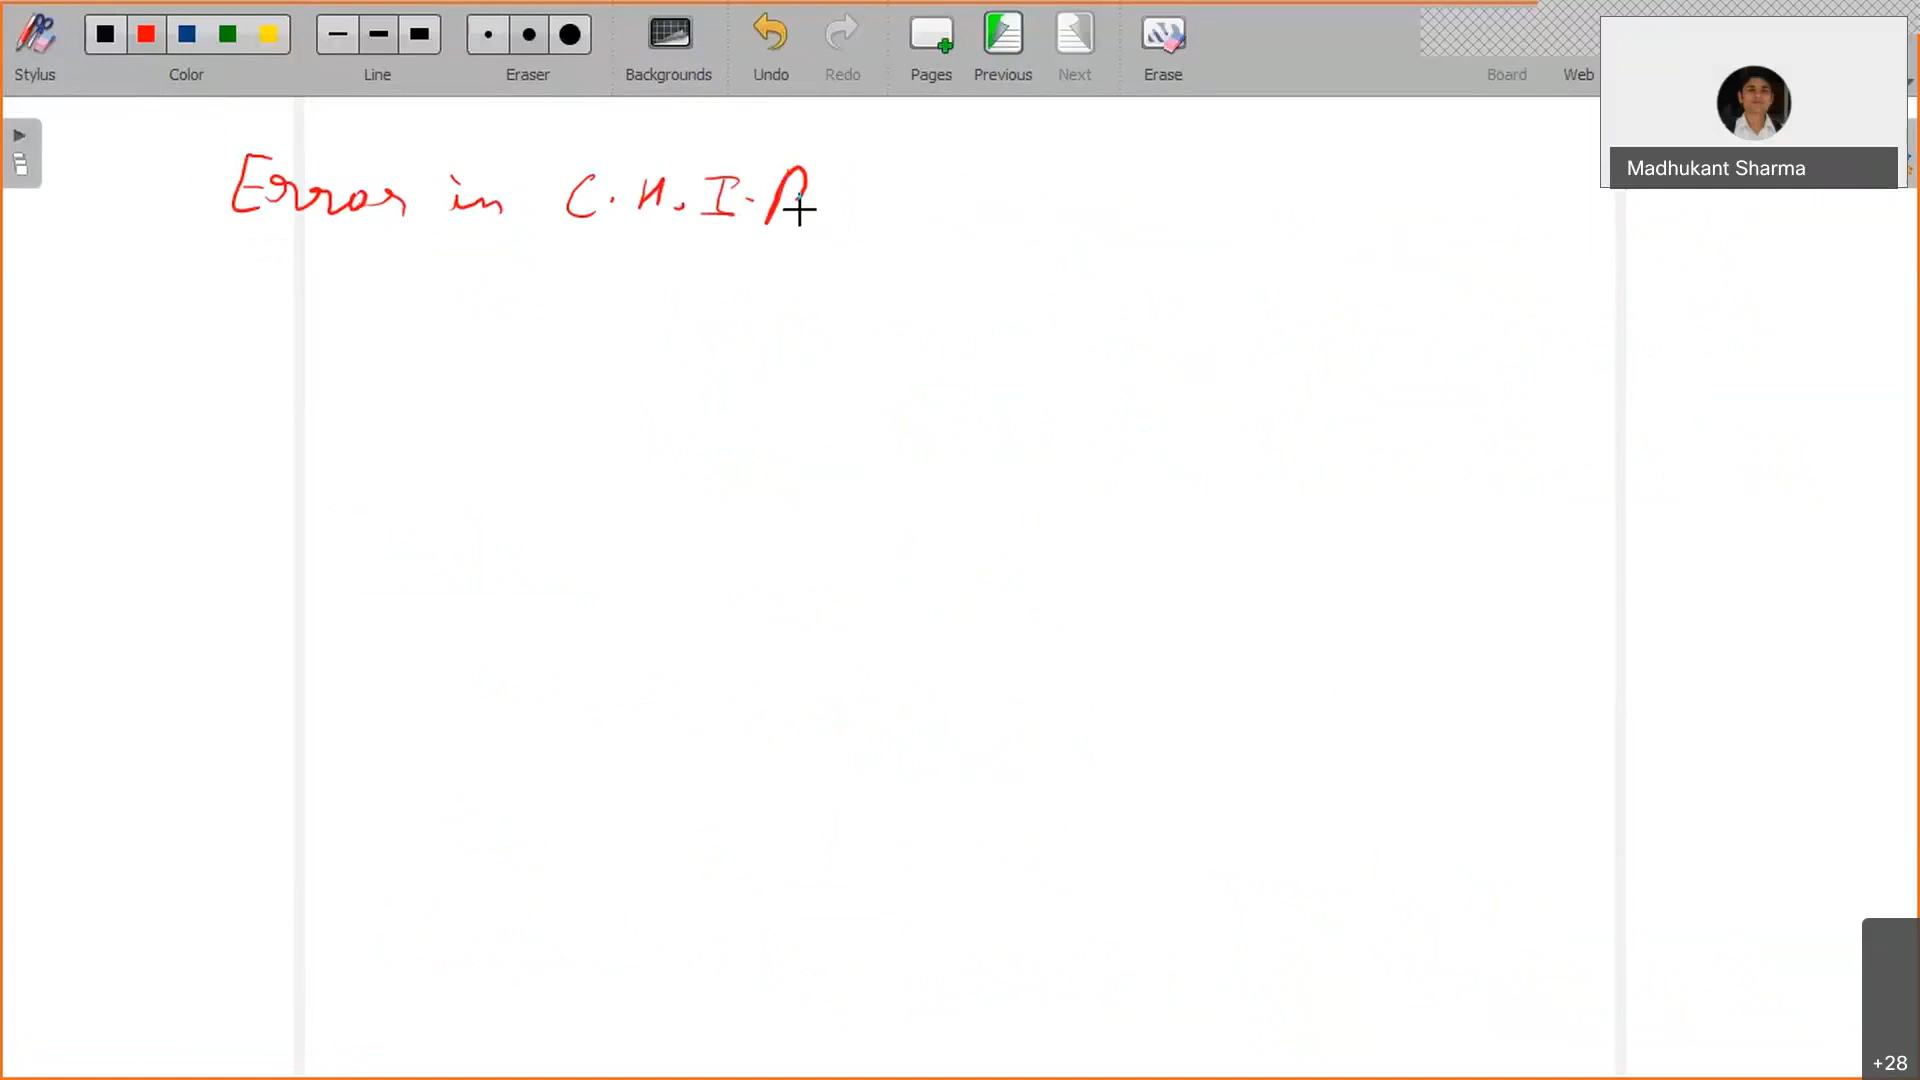 Stylus Color Line Eraser Backgrounds Undo Redo Pages Previous Next Erase Board Web
Madhukant Sharma
Error in C.H.I.P
+28